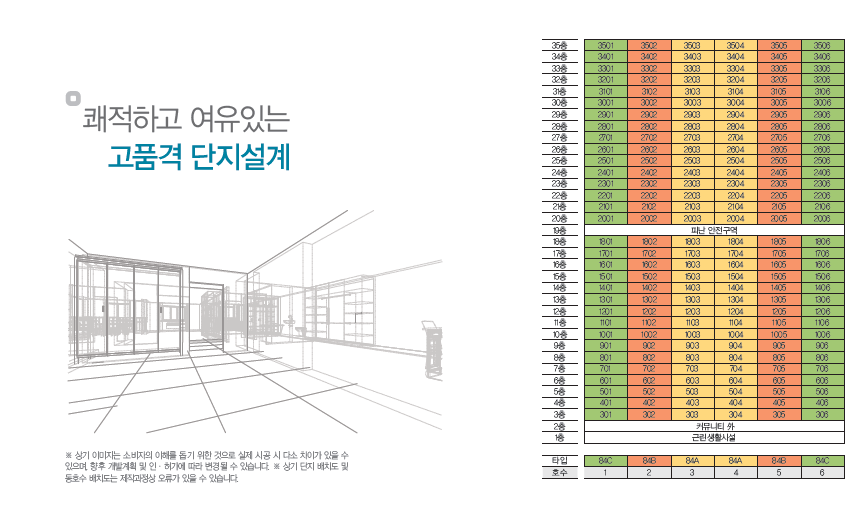 쾌적하고 여유있는
고품격 단지설계
※ 상기 이미지는 소비자의 이해를 돕기 위한 것으로 실제 시공 시 다소 차이가 있을 수
있으며, 향후 개발계획 및 인ㆍ허가에 따라 변경될 수 있습니다. ※ 상기 단지 배치도 및
동호수 배치도는 제작과정상 오류가 있을 수 있습니다.
35층 3501 3502 3503 3504 3505 3506
34층 3401 3402 3403 3404 3405 3406
33층 3301 3302 3303 3304 3305 3306
32층 3201 3202 3203 3204 3205 3206
31층 3101 3102 3103 3104 3105 3106
30층 3001 3002 3003 3004 3005 3006
29층 2901 2902 2903 2904 2905 2906
28층 2801 2802 2803 2804 2805 2806
27층 2701 2702 2703 2704 2705 2706
26층 2601 2602 2603 2604 2605 2606
25층 2501 2502 2503 2504 2505 2506
24층 2401 2402 2403 2404 2405 2406
23층 2301 2302 2303 2304 2305 2306
22층 2201 2202 2203 2204 2205 2206
21층 2101 2102 2103 2104 2105 2106
20층 2001 2002 2003 2004 2005 2006
19층 피난 안전구역
18층 1801 1802 1803 1804 1805 1806
17층 1701 1702 1703 1704 1705 1706
16층 1601 1602 1603 1604 1605 1606
15층 1501 1502 1503 1504 1505 1506
14층 1401 1402 1403 1404 1405 1406
13층 1301 1302 1303 1304 1305 1306
12층 1201 1202 1203 1204 1205 1206
11층 1101 1102 1103 1104 1105 1106
10층 1001 1002 1003 1004 1005 1006
9층 901 902 903 904 905 906
8층 801 802 803 804 805 806
7층 701 702 703 704 705 706
6층 601 602 603 604 605 606
5층 501 502 503 504 505 506
4층 401 402 403 404 405 406
3층 301 302 303 304 305 306
2층 커뮤니티 外
1층 근린생활시설
타입 84C 84B 84A 84A 84B 84C
호수 1 2 3 4 5 6